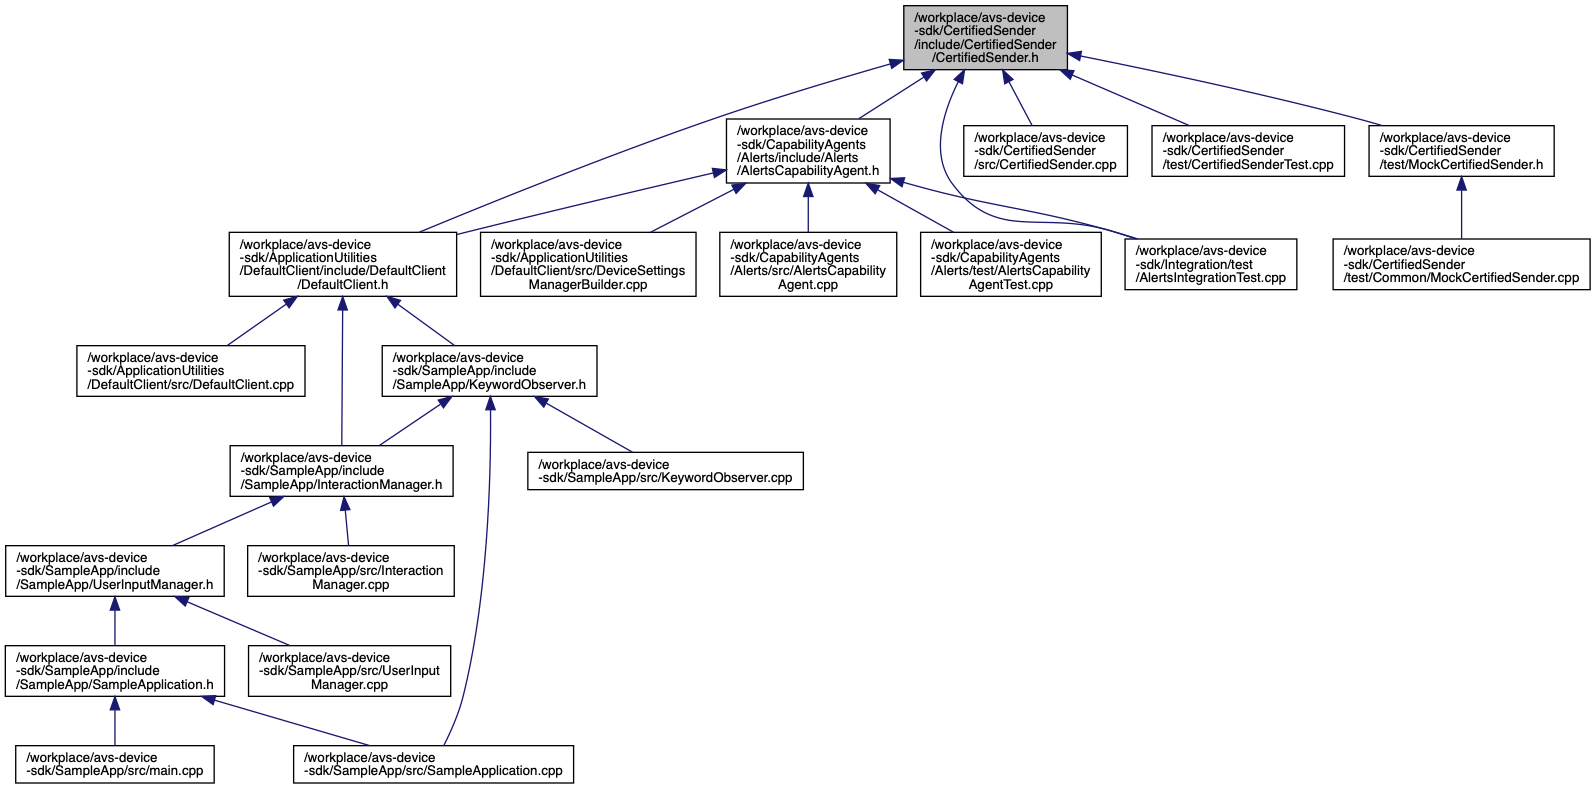 /workplace/avs-device
-sdk/CertifiedSender
/include/CertifiedSender
/CertifiedSender.h
/workplace/avs-device
-sdk/CapabilityAgents
/Alerts/include/Alerts
/AlertsCapabilityAgent.h
/workplace/avs-device
-sdk/CertifiedSender
/src/CertifiedSender.cpp
/workplace/avs-device
-sdk/CertifiedSender
/test/CertifiedSenderTest.cpp
/workplace/avs-device
-sdk/CertifiedSender
/test/MockCertifiedSender.h
/workplace/avs-device
-sdk/ApplicationUtilities
/DefaultClient/include/DefaultClient
/DefaultClient.h
/workplace/avs-device
-sdk/ApplicationUtilities
/DefaultClient/src/DeviceSettings
ManagerBuilder.cpp
/workplace/avs-device
-sdk/CapabilityAgents
/Alerts/src/AlertsCapability
Agent.cpp
/workplace/avs-device
-sdk/CapabilityAgents
/Alerts/test/AlertsCapability
AgentTest.cpp
/workplace/avs-device
-sdk/Integration/test
/AlertsIntegrationTest.cpp
/workplace/avs-device
-sdk/CertifiedSender
/test/Common/MockCertifiedSender.cpp
/workplace/avs-device
-sdk/ApplicationUtilities
/DefaultClient/src/DefaultClient.cpp
/workplace/avs-device
-sdk/SampleApp/include
/SampleApp/KeywordObserver.h
/workplace/avs-device
-sdk/SampleApp/include
/SampleApp/InteractionManager.h
/workplace/avs-device
-sdk/SampleApp/src/KeywordObserver.cpp
/workplace/avs-device
-sdk/SampleApp/include
/SampleApp/UserInputManager.h
/workplace/avs-device
-sdk/SampleApp/src/Interaction
Manager.cpp
/workplace/avs-device
-sdk/SampleApp/include
/SampleApp/SampleApplication.h
/workplace/avs-device
-sdk/SampleApp/src/UserInput
Manager.cpp
/workplace/avs-device
-sdk/SampleApp/src/main.cpp
/workplace/avs-device
-sdk/SampleApp/src/SampleApplication.cpp